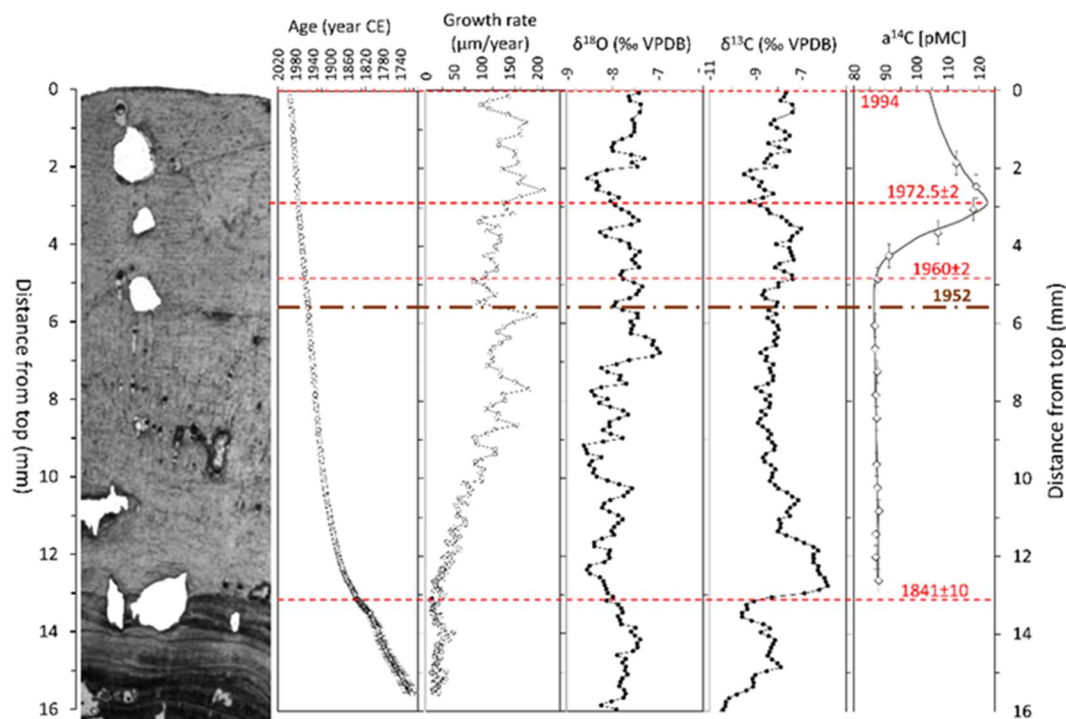 Age (year CE)
Growth rate
(μm/year)
δ18O (‰ VPDB)
δ13C (‰ VPDB)
a14C [pMC]
2020 1980 1940 1900 1860 1820 1780 1740
0 50 100 150 200
-9 -8 -7
-11 -9 -7
80 90 100 110 120
0
2
4
6
8
10
12
14
16
Distance from top (mm)
1994
1972.5±2
1960±2
1952
1841±10
0
2
4
6
8
10
12
14
16
Distance from top (mm)